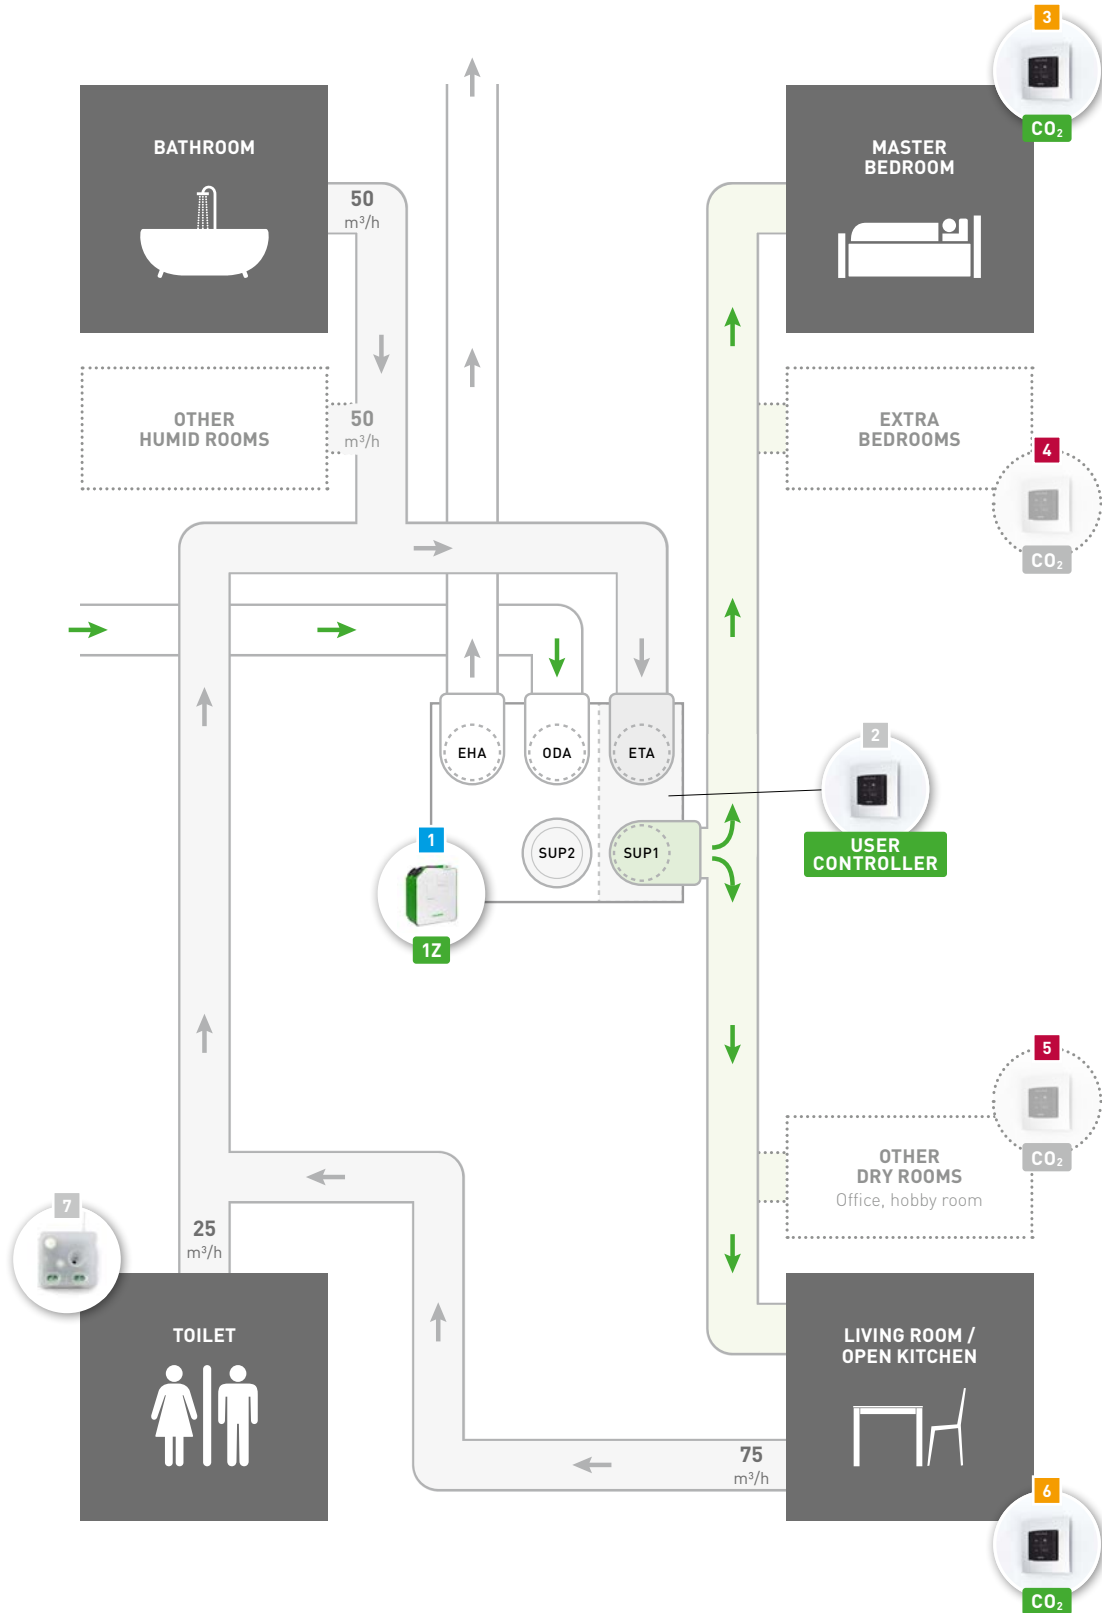 3
CO₂
BATHROOM
50
m³/h
MASTER
BEDROOM
OTHER
HUMID ROOMS
50
m³/h
EXTRA
BEDROOMS
4
CO₂
EHA
ODA
ETA
2
USER
CONTROLLER
SUP2
SUP1
1
1Z
5
CO₂
OTHER
DRY ROOMS
Office, hobby room
7
25
m³/h
TOILET
LIVING ROOM /
OPEN KITCHEN
75
m³/h
6
CO₂